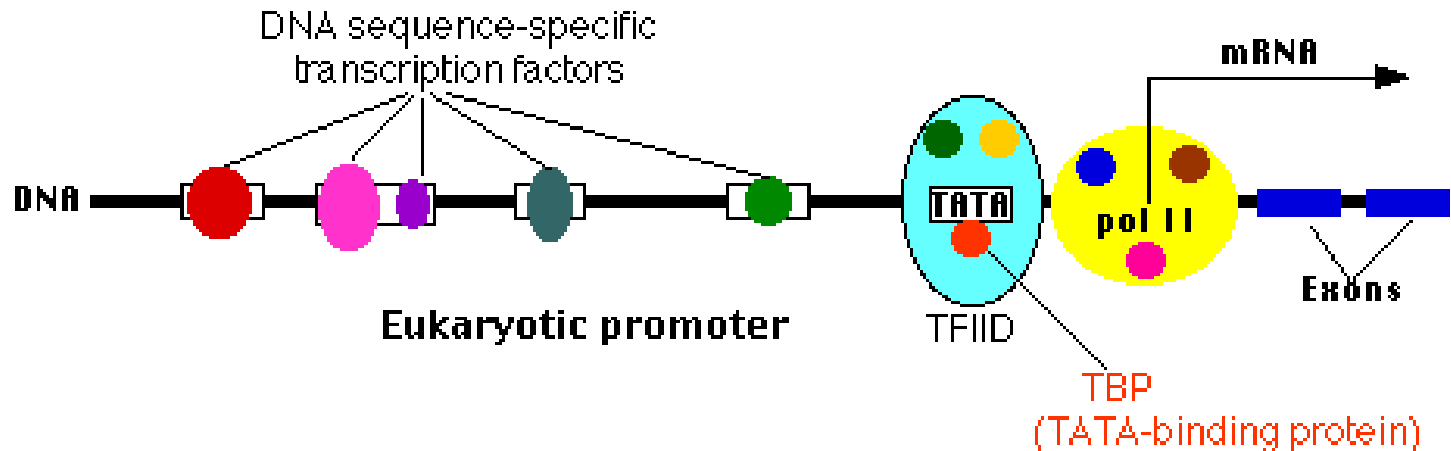 DNA sequence-specific
transcription factors
mRNA
DNA
TATA
pol II
Exons
Eukaryotic promoter
TFIID
TBP
(TATA-binding protein)